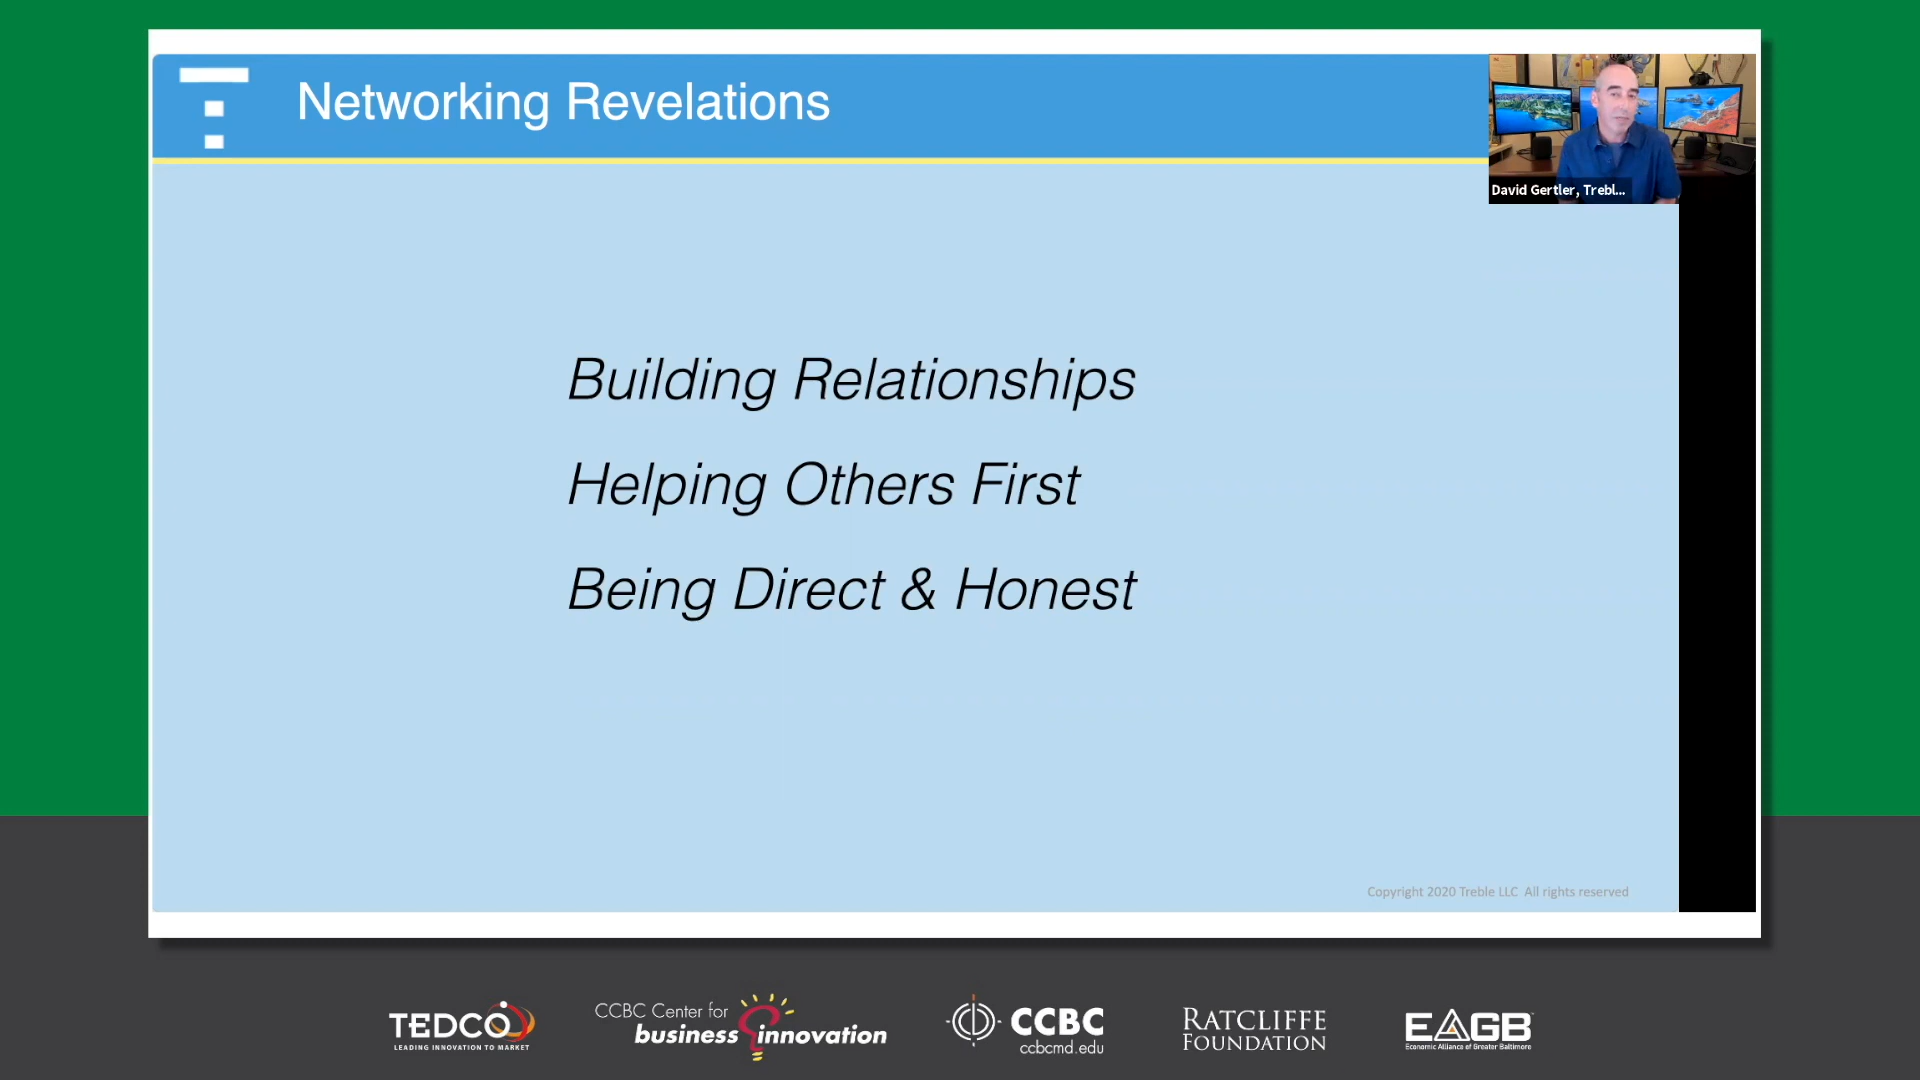 Networking Revelations
David Gertler, Trebl...
Building Relationships
Helping Others First
Being Direct & Honest
Copyright 2020 Treble LLC All rights reserved
TEDCO
LEADING INNOVATION TO MARKET
CCBC Center for
business innovation
CCBC
ccbcmd.edu
RATCLIFFE
FOUNDATION
EAGB
Economic Alliance of Greater Baltimore